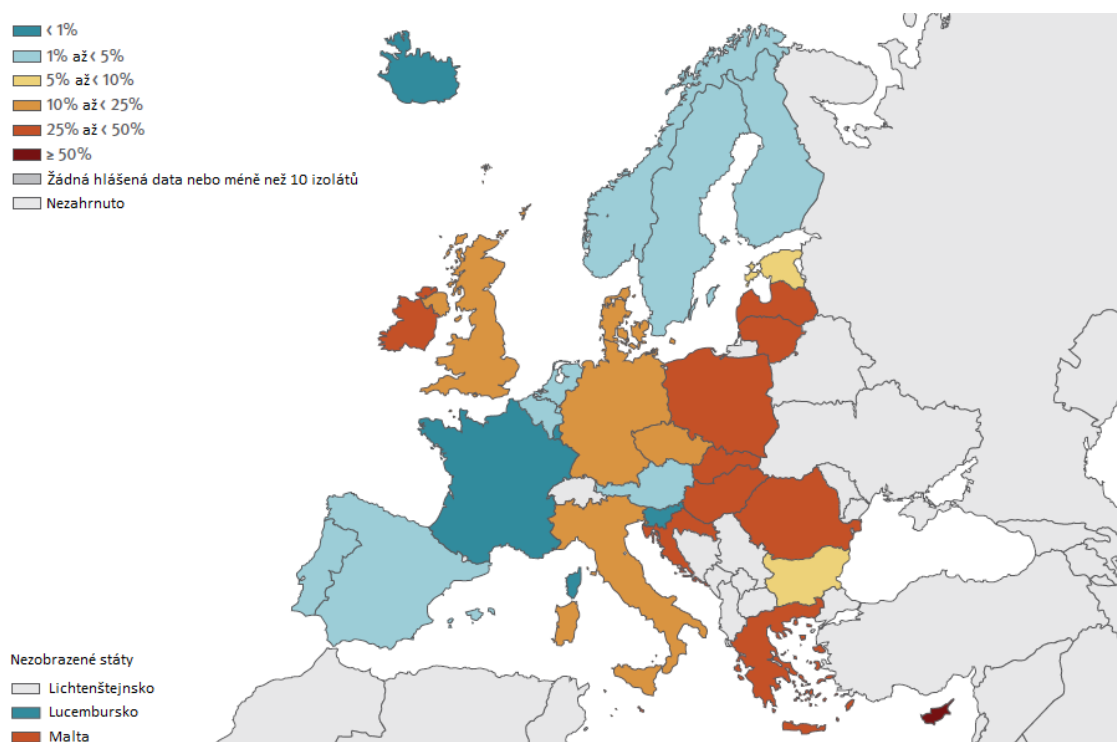 < 1%
1% až < 5%
5% až < 10%
10% až < 25%
25% až < 50%
≥ 50%
Žádná hlášená data nebo méně než 10 izolátů
Nezahrnuto
Nezobrazené státy
Lichtenštejnsko
Lucembursko
Malta